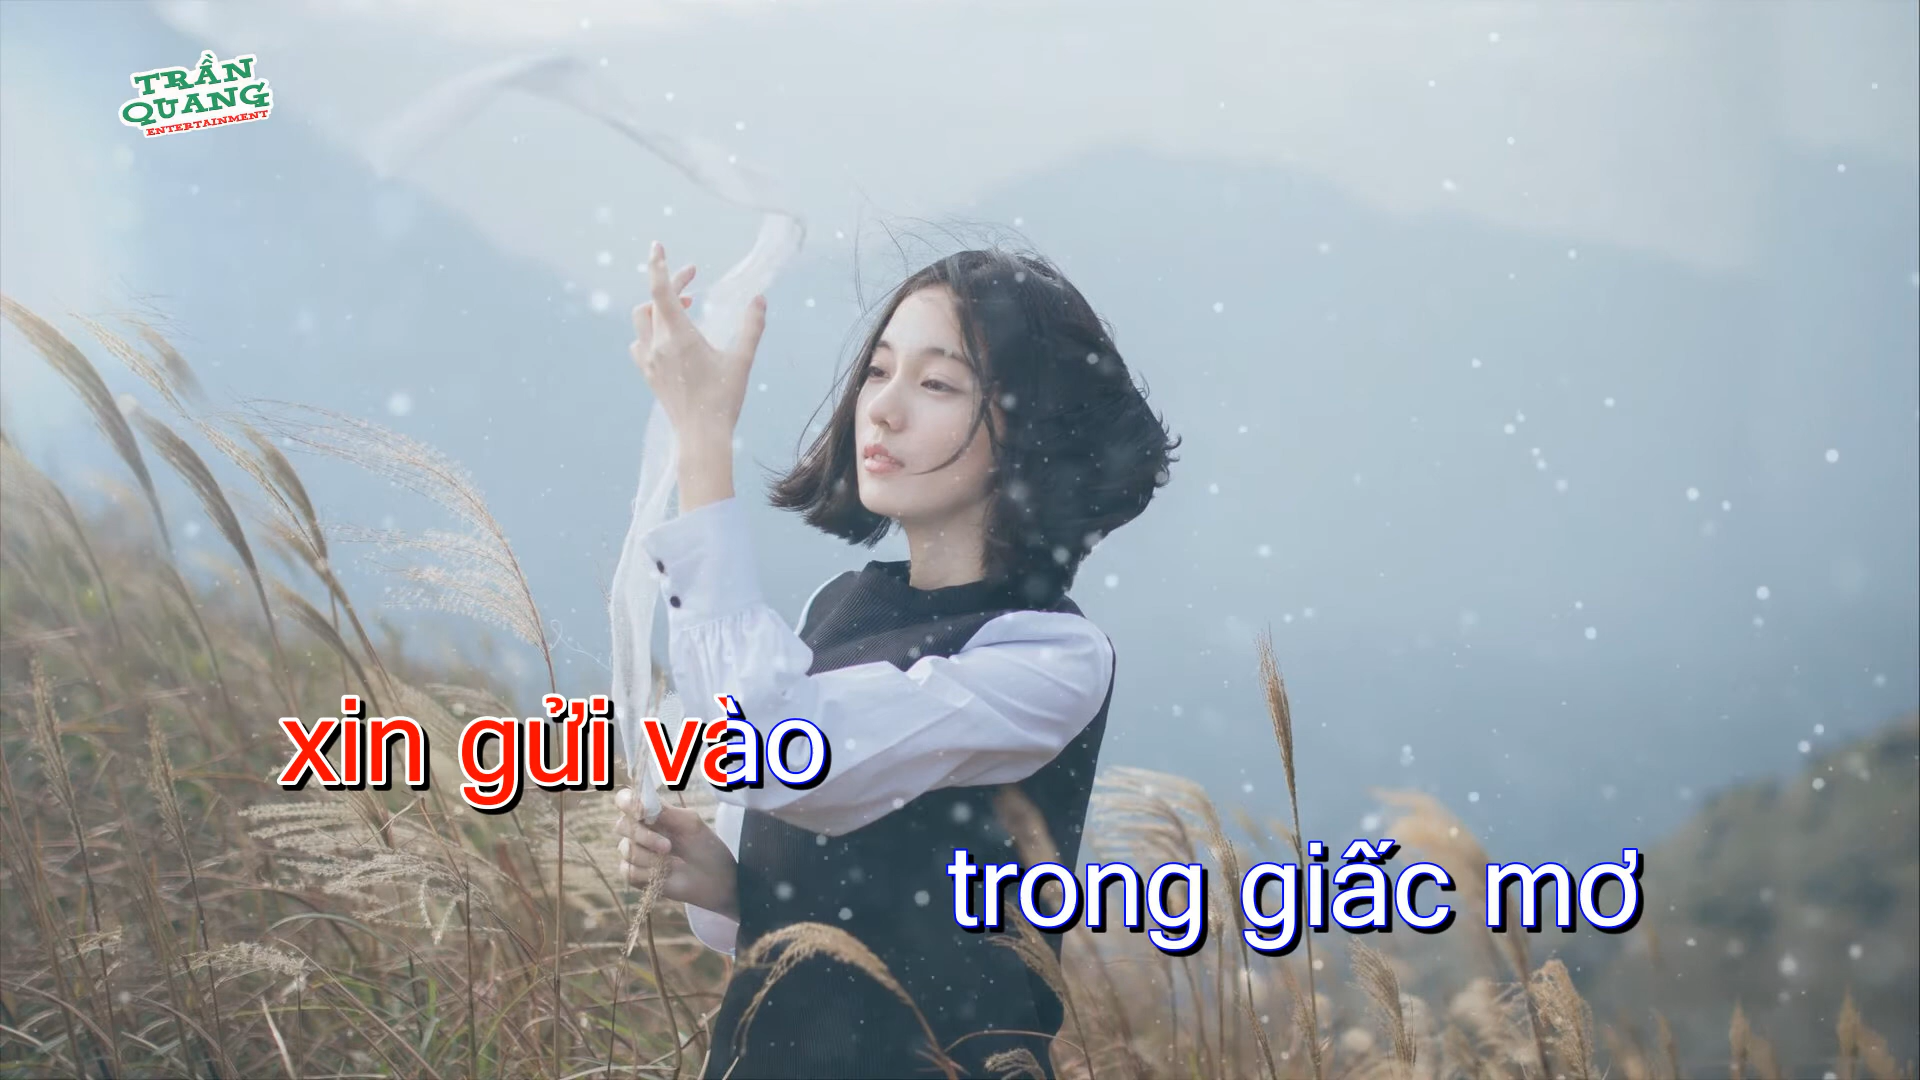 TRẦN
QUANG
ENTERTAINMENT
xin gửi vào
trong giấc mơ